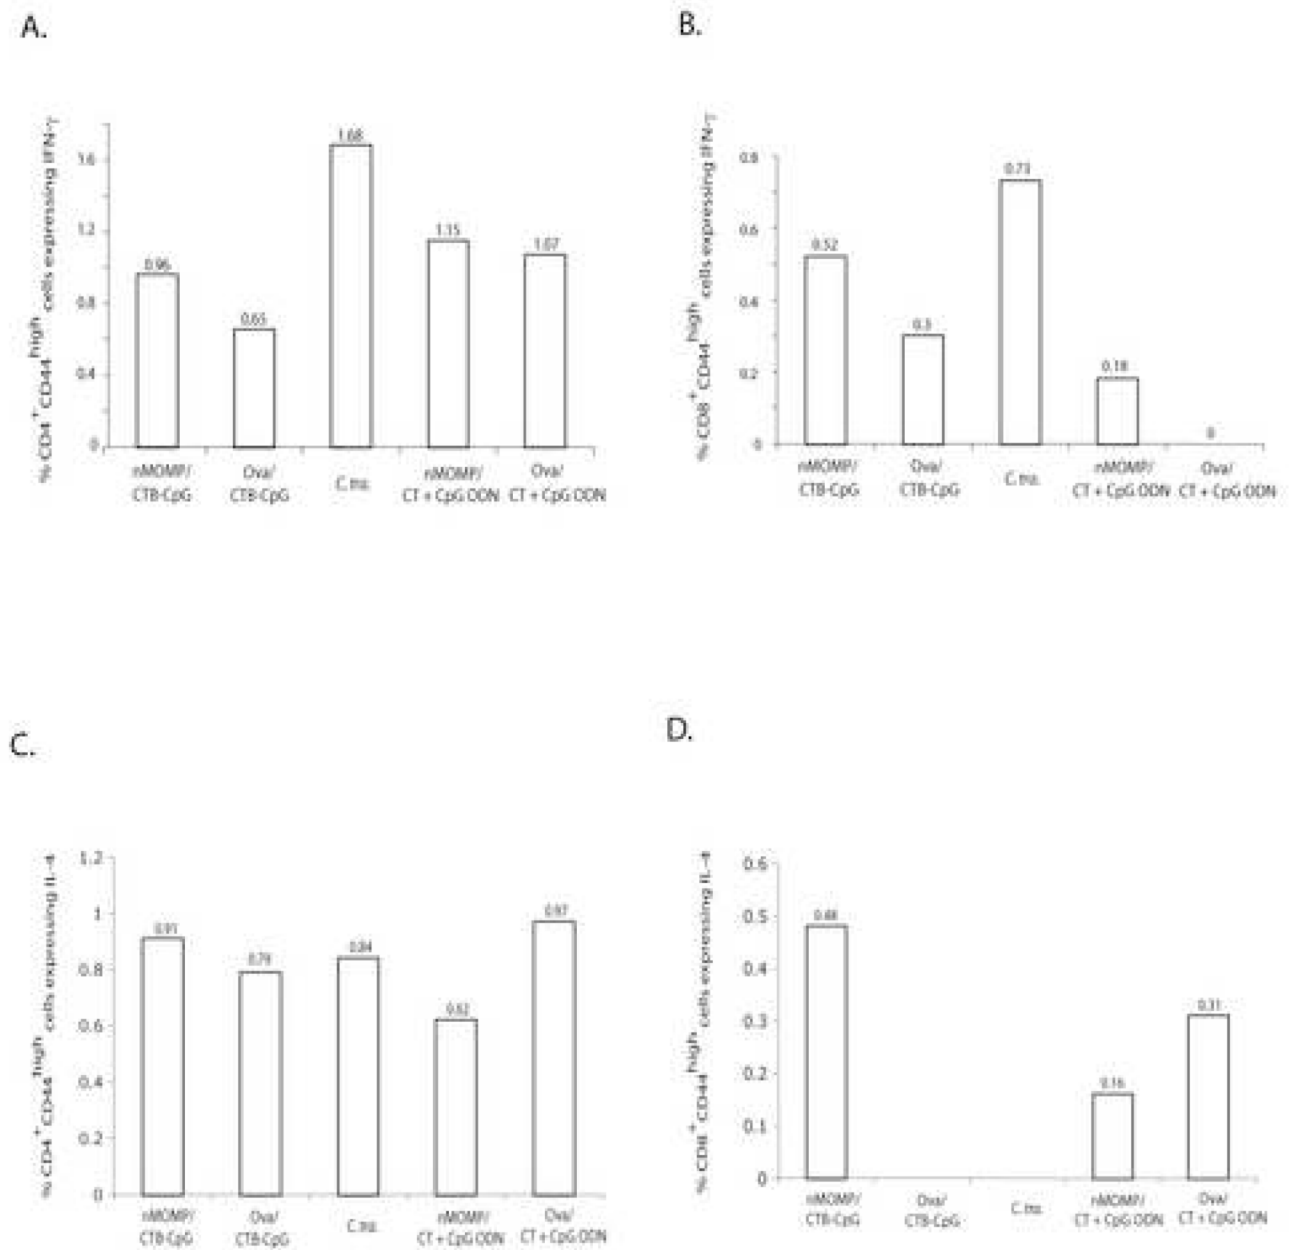 A.
% CD4+CD44high cells expressing IFN-γ
1.6
1.2
0.8
0.4
0
0.96
0.65
1.68
1.15
1.07
nMOMP/
CTB-CpG
Ova/
CTB-CpG
C. tra.
nMOMP/
CT + CpG ODN
Ova/
CT + CpG ODN
B.
% CD8+CD44high cells expressing IFN-γ
0.8
0.6
0.4
0.2
0
0.52
0.3
0.73
0.18
0
nMOMP/
CTB-CpG
Ova/
CTB-CpG
C. tra.
nMOMP/
CT + CpG ODN
Ova/
CT + CpG ODN
C.
% CD4+CD44high cells expressing IL-4
1.2
1
0.8
0.6
0.4
0.2
0
0.91
0.79
0.84
0.62
0.97
nMOMP/
CTB-CpG
Ova/
CTB-CpG
C. tra.
nMOMP/
CT + CpG ODN
Ova/
CT + CpG ODN
D.
% CD8+CD44high cells expressing IL-4
0.6
0.5
0.4
0.3
0.2
0.1
0
0.48
0.16
0.31
nMOMP/
CTB-CpG
Ova/
CTB-CpG
C. tra.
nMOMP/
CT + CpG ODN
Ova/
CT + CpG ODN